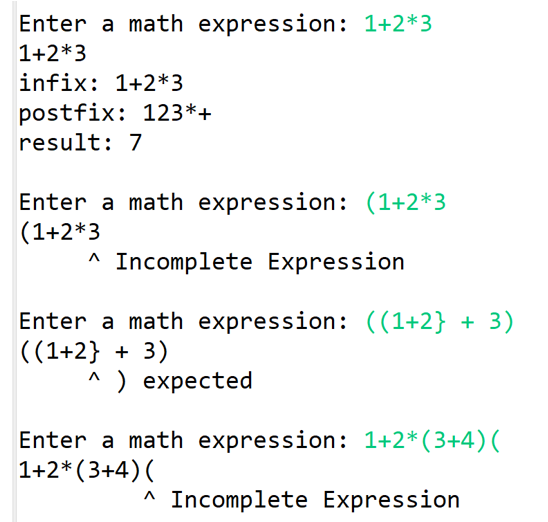 Enter a math expression: 1+2*3
1+2*3
infix: 1+2*3
postfix: 123*+
result: 7
Enter a math expression: (1+2*3
(1+2*3
^ Incomplete Expression
Enter a math expression: ((1+2} + 3)
((1+2} + 3)
^ ) expected
Enter a math expression: 1+2*(3+4)(
1+2*(3+4)(
^ Incomplete Expression